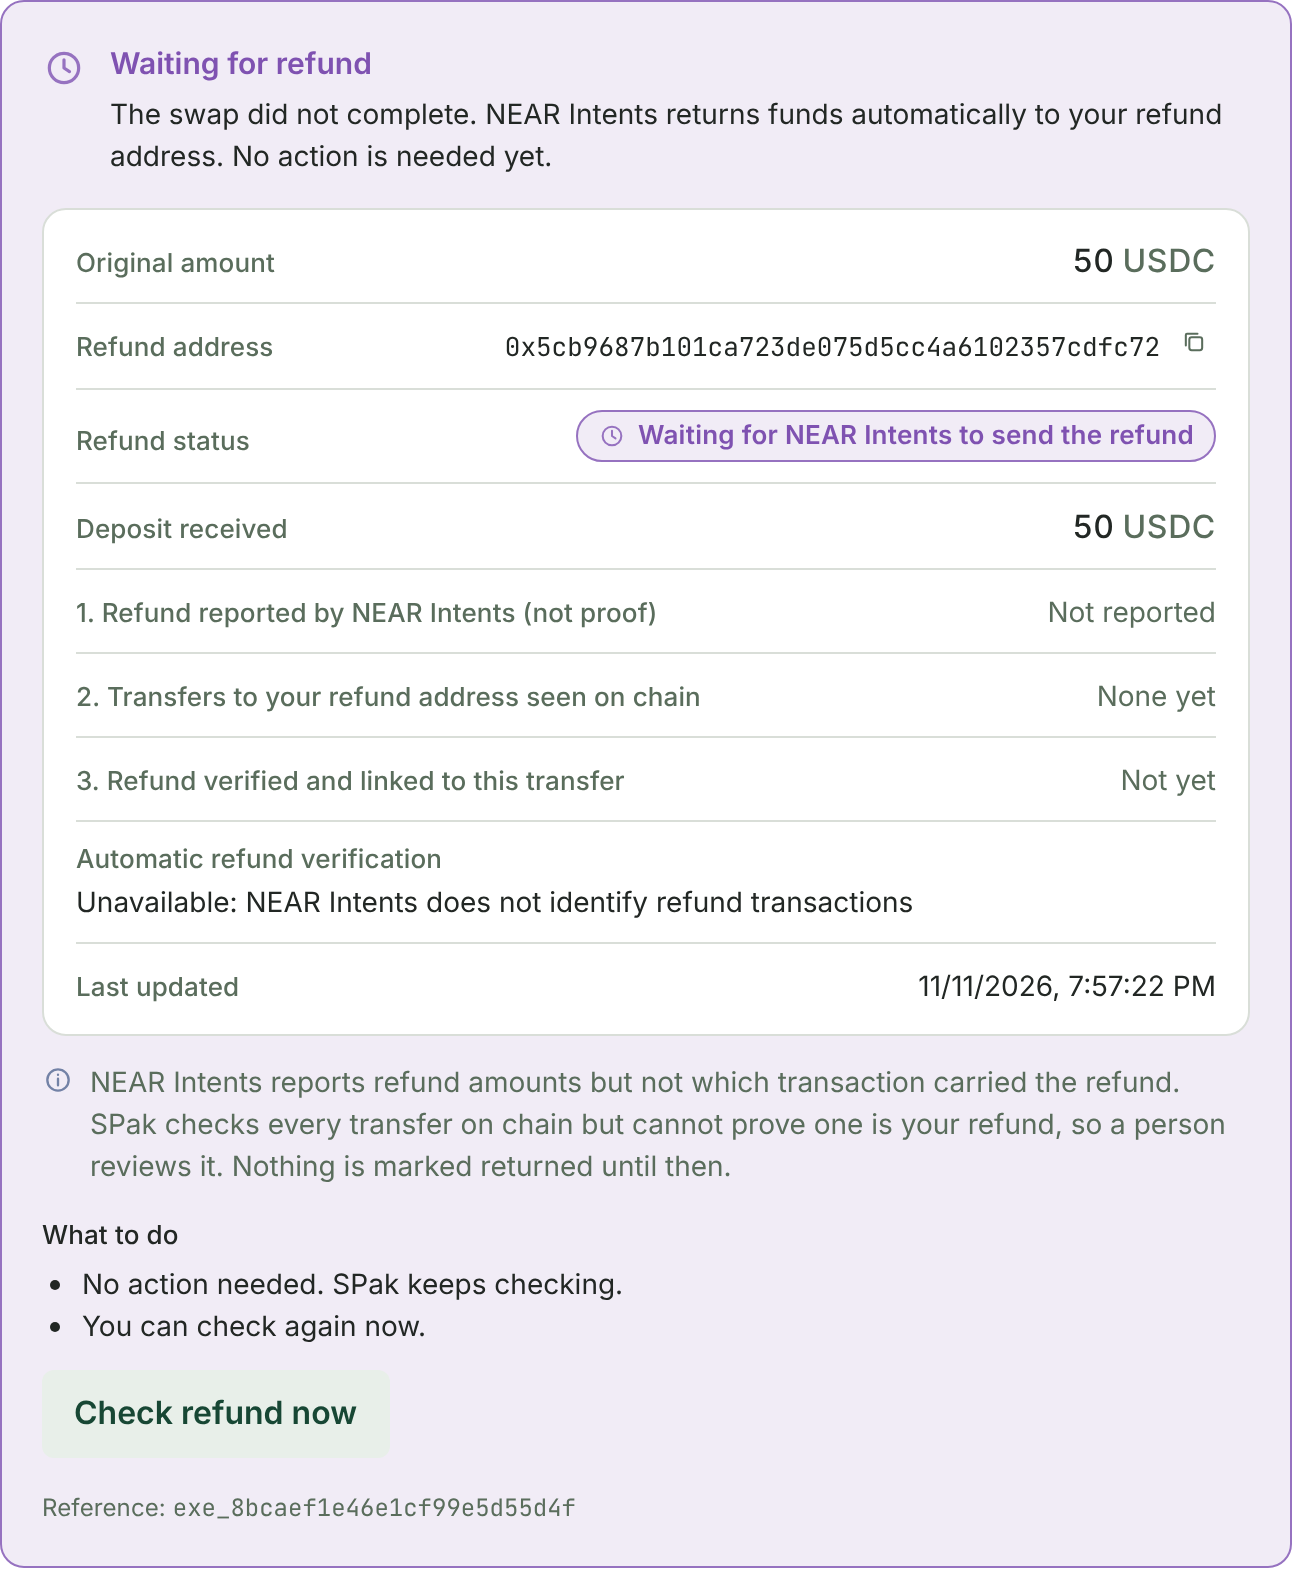 Waiting for refund
The swap did not complete. NEAR Intents returns funds automatically to your refund
address. No action is needed yet.
Original amount 50 USDC
Refund address 0x5cb9687b101ca723de075d5cc4a6102357cdfc72
Refund status Waiting for NEAR Intents to send the refund
Deposit received 50 USDC
1. Refund reported by NEAR Intents (not proof) Not reported
2. Transfers to your refund address seen on chain None yet
3. Refund verified and linked to this transfer Not yet
Automatic refund verification
Unavailable: NEAR Intents does not identify refund transactions
Last updated 11/11/2026, 7:57:22 PM
NEAR Intents reports refund amounts but not which transaction carried the refund.
SPak checks every transfer on chain but cannot prove one is your refund, so a person
reviews it. Nothing is marked returned until then.
What to do
• No action needed. SPak keeps checking.
• You can check again now.
Check refund now
Reference: exe_8bcaef1e46e1cf99e5d55d4f